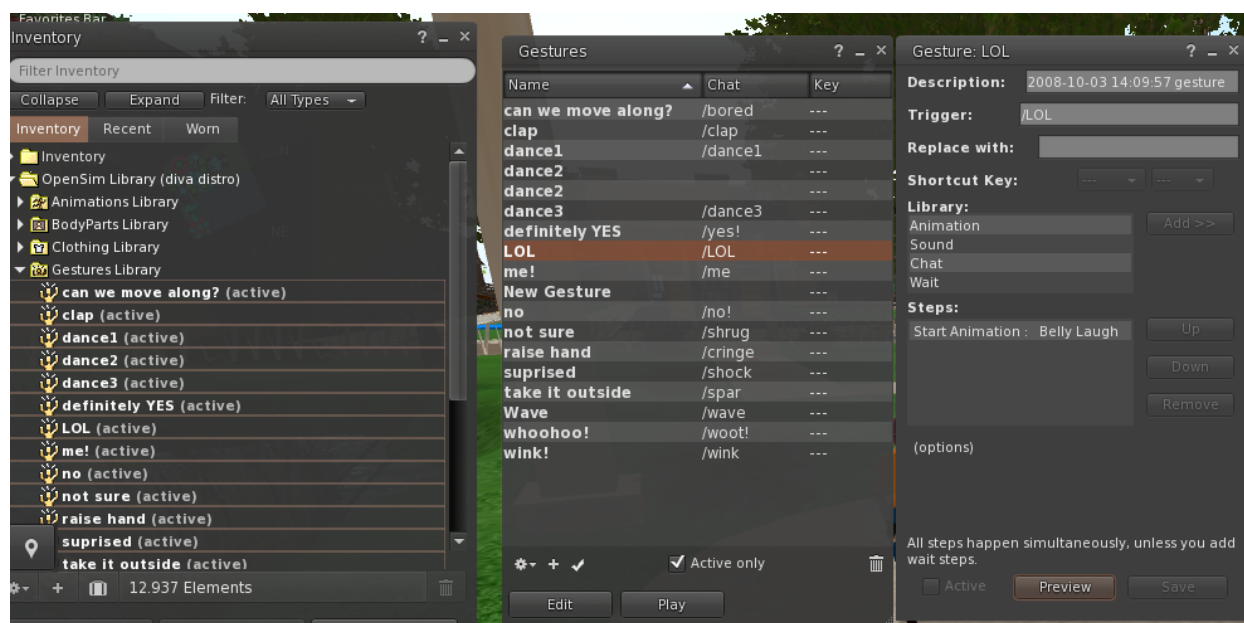 Favorites Bar
Inventory ? _ ×
Filter Inventory
Collapse Expand Filter: All Types
Inventory Recent Worn
Inventory
OpenSim Library (diva distro)
Animations Library
BodyParts Library
Clothing Library
Gestures Library
can we move along? (active)
clap (active)
dance1 (active)
dance2 (active)
dance3 (active)
definitely YES (active)
LOL (active)
me! (active)
no (active)
not sure (active)
raise hand (active)
suprised (active)
take it outside (active)
12.937 Elements
Gestures ? _ ×
Name Chat Key
can we move along? /bored ---
clap /clap ---
dance1 /dance1 ---
dance2 ---
dance2 ---
dance3 /dance3 ---
definitely YES /yes! ---
LOL /LOL ---
me! /me ---
New Gesture ---
no /no! ---
not sure /shrug ---
raise hand /cringe ---
suprised /shock ---
take it outside /spar ---
Wave /wave ---
whoohoo! /woot! ---
wink! /wink ---
Active only
Edit Play
Gesture: LOL ? _ ×
Description: 2008-10-03 14:09:57 gesture
Trigger: /LOL
Replace with:
Shortcut Key: --- ---
Library:
Animation Add >>
Sound
Chat
Wait
Steps:
Start Animation : Belly Laugh Up
Down
Remove
(options)
All steps happen simultaneously, unless you add
wait steps.
Active Preview Save